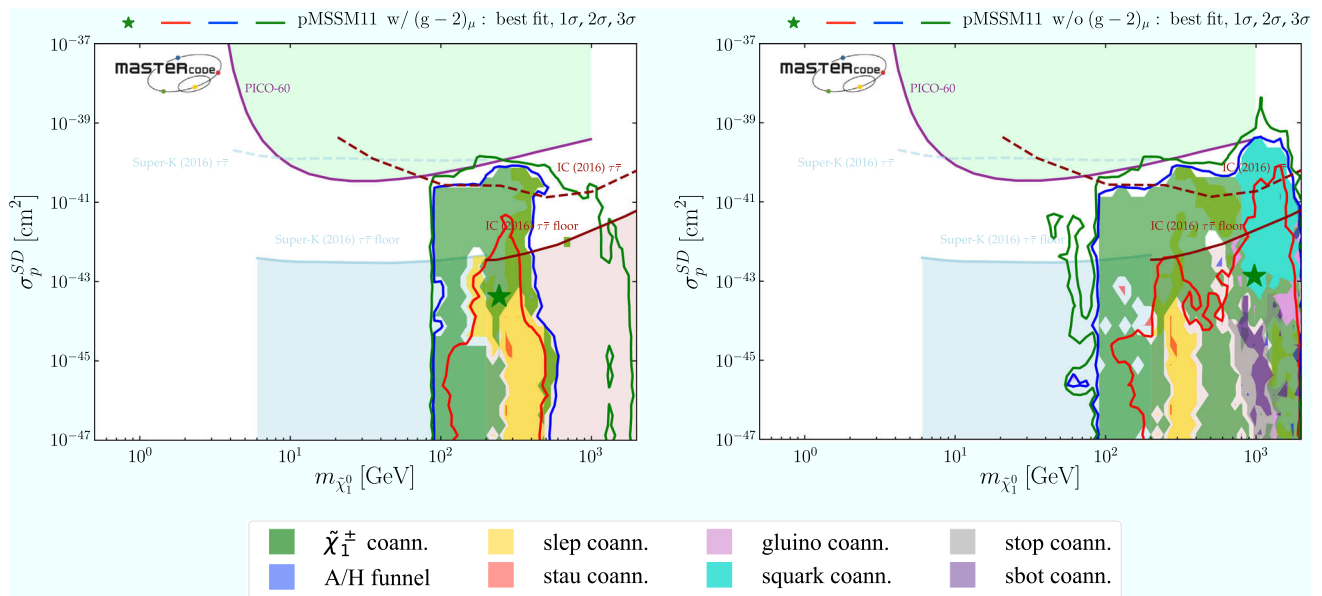 pMSSM11 w/ (g − 2)μ : best fit, 1σ, 2σ, 3σ
10^−37
10^−39
10^−41
10^−43
10^−45
10^−47
σ_p^SD [cm²]
MASTERCODE
PICO-60
Super-K (2016) ττ̄
IC (2016) ττ̄
IC (2016) ττ̄ floor
Super-K (2016) ττ̄ floor
10^0
10^1
10^2
10^3
m_χ̃₁⁰ [GeV]
pMSSM11 w/o (g − 2)μ : best fit, 1σ, 2σ, 3σ
10^−37
10^−39
10^−41
10^−43
10^−45
10^−47
σ_p^SD [cm²]
MASTERCODE
PICO-60
Super-K (2016) ττ̄
IC (2016) ττ̄
IC (2016) ττ̄ floor
Super-K (2016) ττ̄ floor
10^0
10^1
10^2
10^3
m_χ̃₁⁰ [GeV]
χ̃₁^± coann.
slep coann.
gluino coann.
stop coann.
A/H funnel
stau coann.
squark coann.
sbot coann.